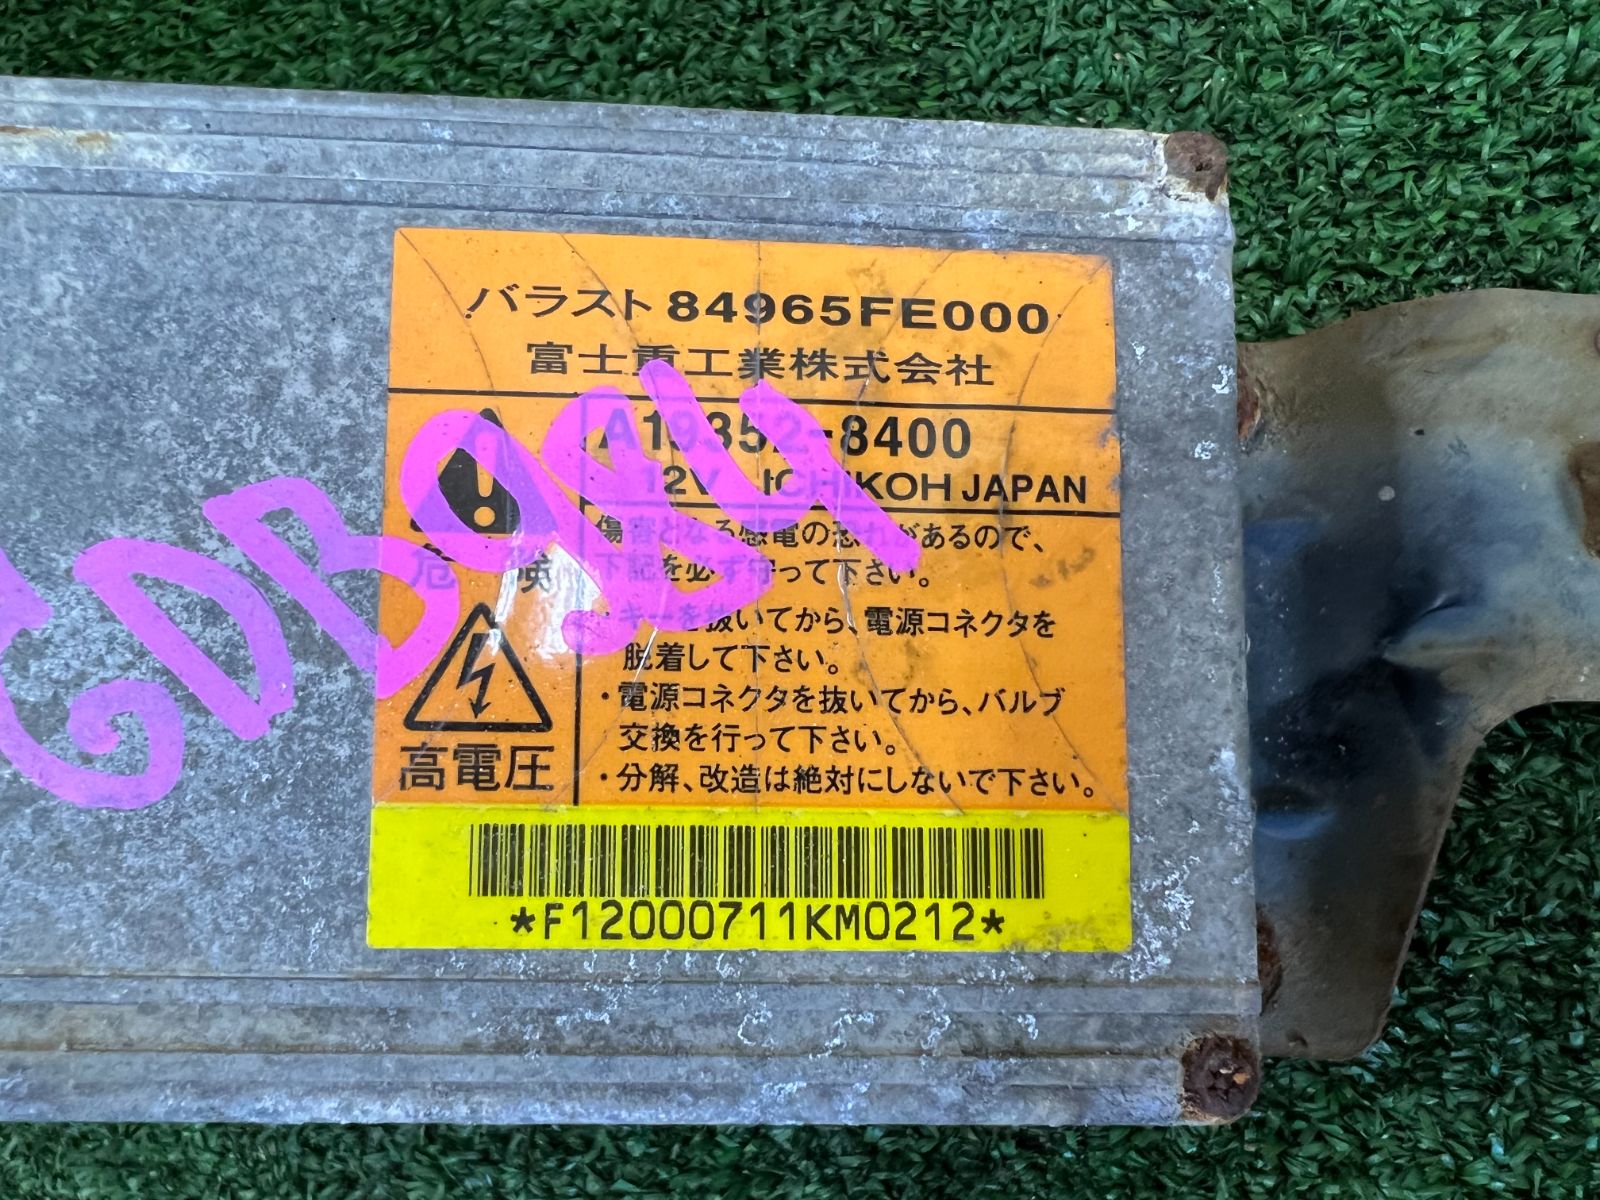 バラスト 84965FE000
富士重工業株式会社
A19352-8400
12V ICHIKOH JAPAN
危険
傷害となる感電の恐れがあるので、
下記を必ず守って下さい。
・キーを抜いてから、電源コネクタを
脱着して下さい。
・電源コネクタを抜いてから、バルブ
交換を行って下さい。
・分解、改造は絶対にしないで下さい。
高電圧
*F12000711KM0212*